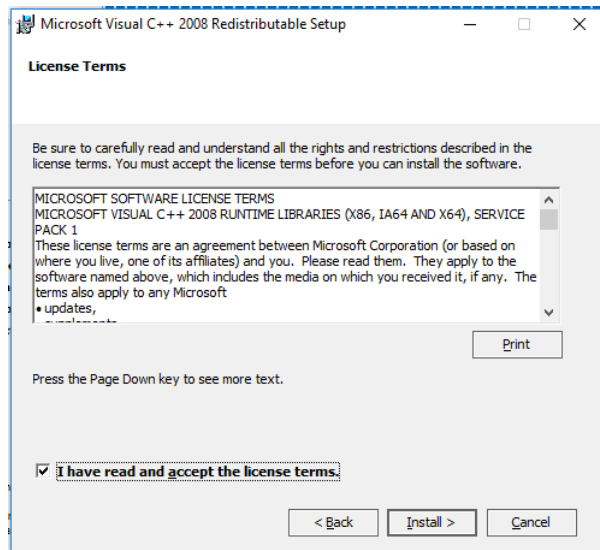 Microsoft Visual C++ 2008 Redistributable Setup
License Terms
Be sure to carefully read and understand all the rights and restrictions described in the
license terms. You must accept the license terms before you can install the software.
MICROSOFT SOFTWARE LICENSE TERMS
MICROSOFT VISUAL C++ 2008 RUNTIME LIBRARIES (X86, IA64 AND X64), SERVICE
PACK 1
These license terms are an agreement between Microsoft Corporation (or based on
where you live, one of its affiliates) and you.  Please read them.  They apply to the
software named above, which includes the media on which you received it, if any.  The
terms also apply to any Microsoft
• updates,
Print
Press the Page Down key to see more text.
I have read and accept the license terms.
< Back
Install >
Cancel